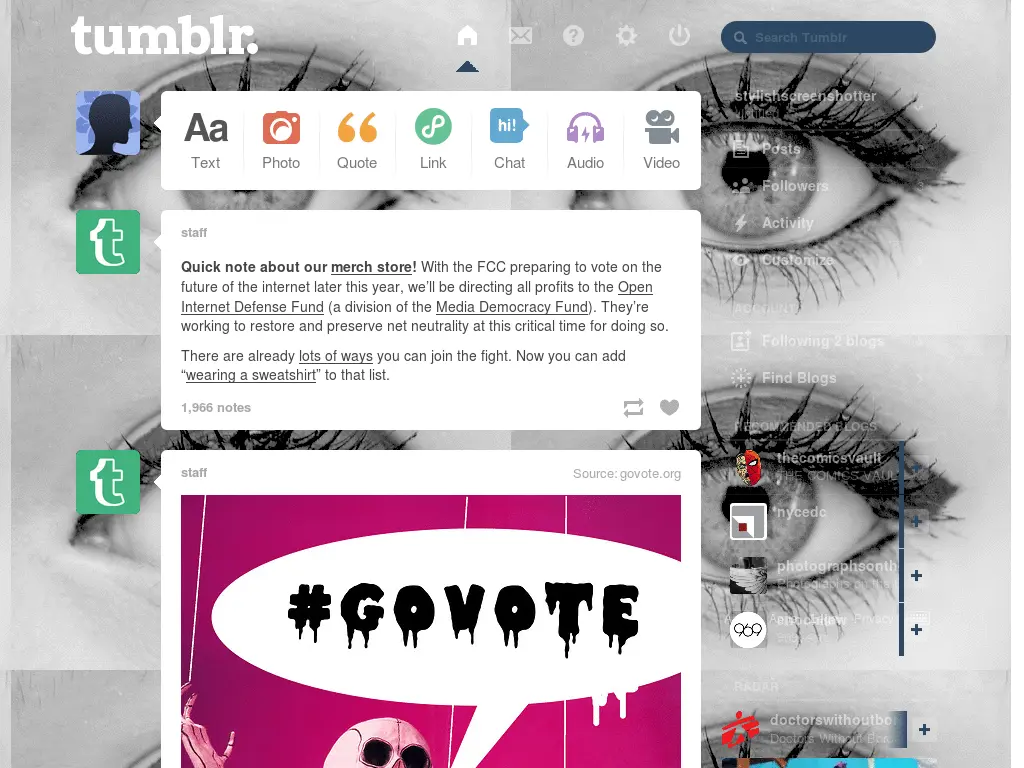 tumblr.
Search Tumblr
stylishscreenshotter
Aa
Text
Photo
Quote
Link
hi!
Chat
Audio
Video
Posts
Followers
Activity
Customize
staff
Quick note about our merch store! With the FCC preparing to vote on the
future of the internet later this year, we’ll be directing all profits to the Open
Internet Defense Fund (a division of the Media Democracy Fund). They’re
working to restore and preserve net neutrality at this critical time for doing so.
There are already lots of ways you can join the fight. Now you can add
“wearing a sweatshirt” to that list.
1,966 notes
ACCOUNT
Following 2 blogs
Find Blogs
RECOMMENDED BLOGS
thecomicsvault
THE COMICS VAUL
nycedc
photographsonth
969
staff
Source: govote.org
#GOVOTE
RADAR
doctorswithoutbo
Doctors Without Bor